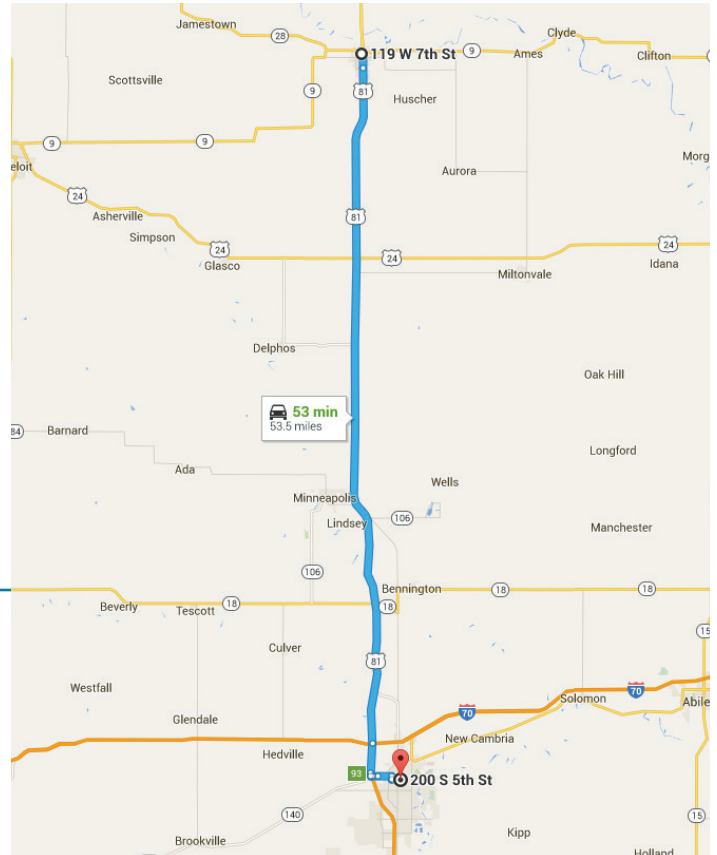 Jamestown
28
119 W 7th St
9
Ames
Clyde
Clifton
Scottsville
9
81
Huscher
9
9
eloit
24
Aurora
Morg
Asherville
81
Simpson
24
Glasco
24
24
Idana
Miltonvale
Delphos
Oak Hill
53 min
53.5 miles
84
Barnard
Longford
Ada
Wells
Minneapolis
106
Lindsey
Manchester
106
Bennington
18
18
Beverly
Tescott
18
18
15
Culver
81
Westfall
70
Solomon
Abile
Glendale
70
New Cambria
Hedville
93
200 S 5th St
140
15
Brookville
Kipp
Holland